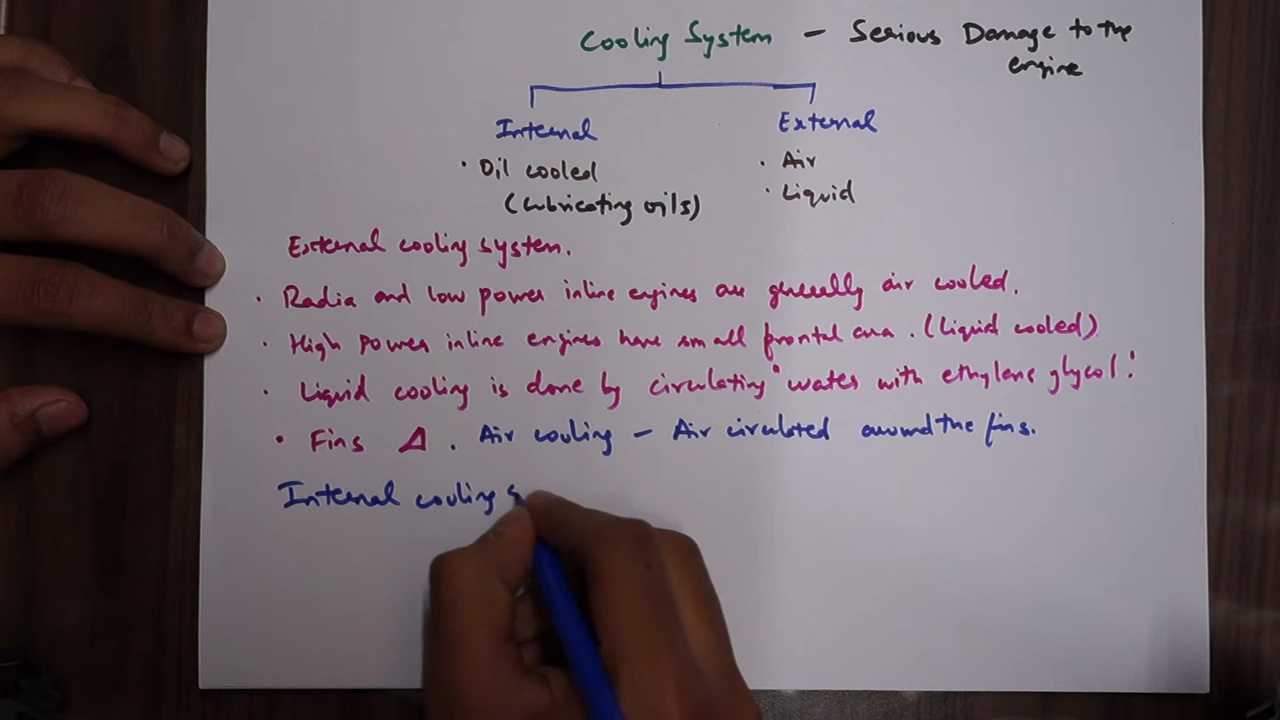 Cooling System - Serious Damage to the
engine
Internal External
• Oil cooled • Air
(lubricating oils) • Liquid
External cooling system.
• Radia and low power inline engines are generally air cooled.
• High power inline engines have small frontal area. (Liquid cooled)
• Liquid cooling is done by circulating "water with ethylene glycol".
• Fins Δ. Air cooling - Air circulated around the fins.
Internal cooling s